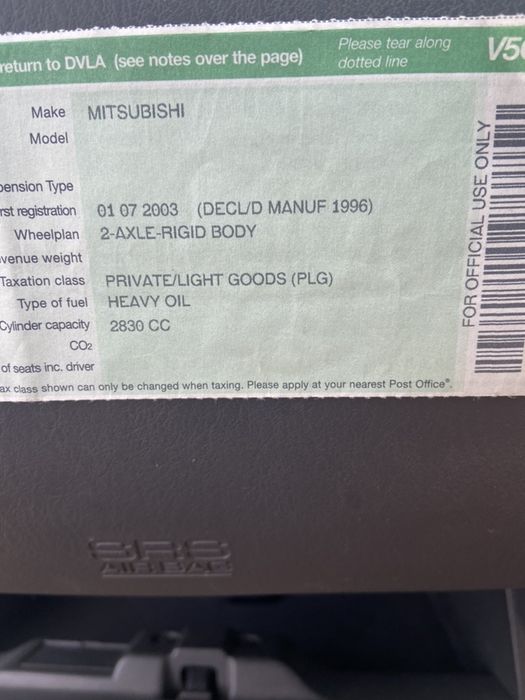 return to DVLA (see notes over the page) Please tear along dotted line
Make MITSUBISHI
Model
pension Type
rst registration 01 07 2003 (DECL/D MANUF 1996)
Wheelplan 2-AXLE-RIGID BODY
venue weight
Taxation class PRIVATE/LIGHT GOODS (PLG)
Type of fuel HEAVY OIL
Cylinder capacity 2830 CC
CO2
of seats inc. driver
ax class shown can only be changed when taxing. Please apply at your nearest Post Office®.
FOR OFFICIAL USE ONLY
SRS
AIRBAG